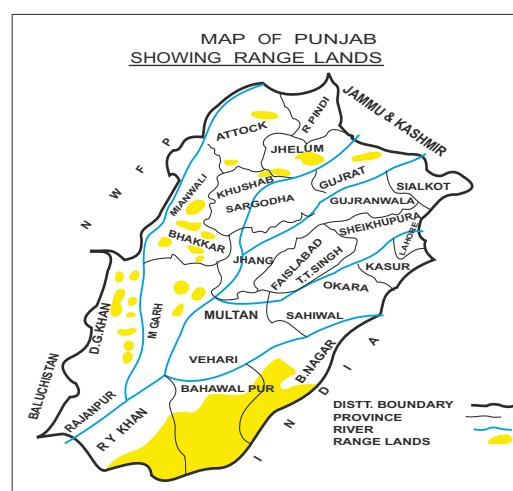 MAP OF PUNJAB
SHOWING RANGE LANDS
JAMMU & KASHMIR
R PINDI
ATTOCK
JHELUM
N W F P
MIANWALI
KHUSHAB
GUJRAT
SIALKOT
SARGODHA
GUJRANWALA
BHAKKAR
SHEIKHUPURA
LAHORE
JHANG
FAISLABAD
T.T.SINGH
KASUR
OKARA
D.G.KHAN
M GARH
MULTAN
SAHIWAL
VEHARI
B.NAGAR
I N D I A
BALUCHISTAN
RAJANPUR
R Y KHAN
BAHAWAL PUR
DISTT. BOUNDARY
PROVINCE
RIVER
RANGE LANDS